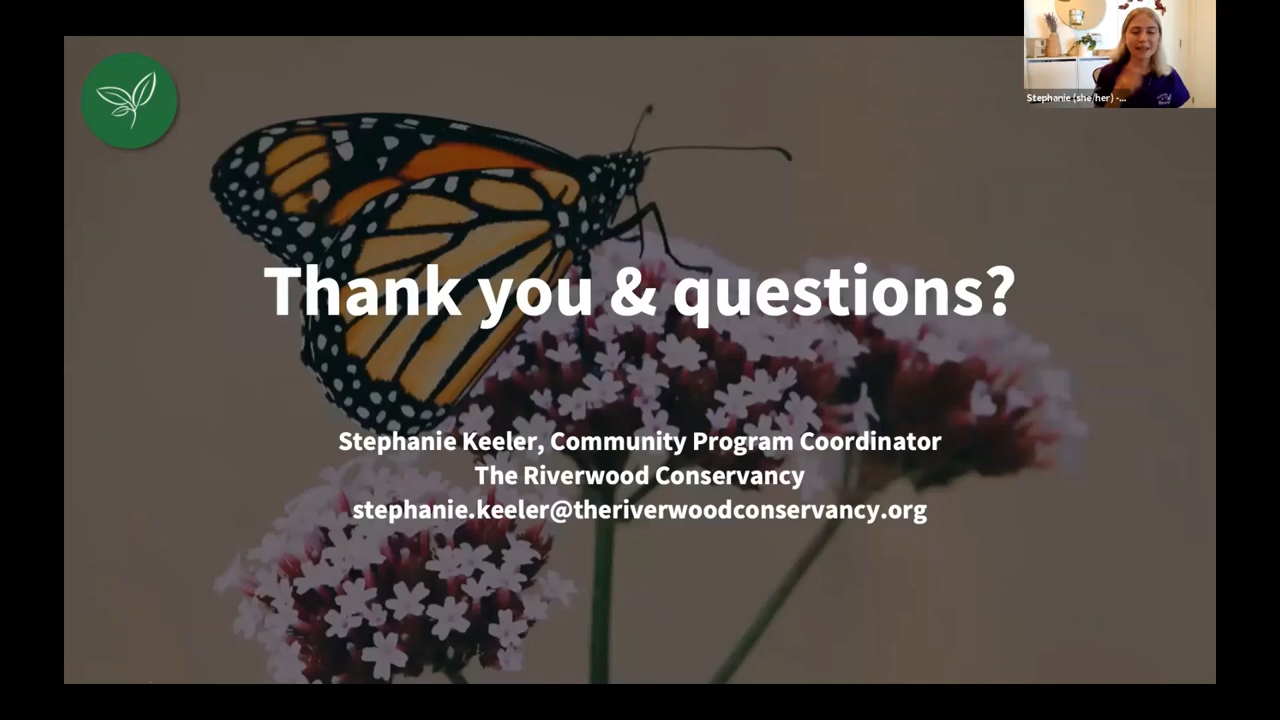 Stephanie (she/her) -...
Thank you & questions?
Stephanie Keeler, Community Program Coordinator
The Riverwood Conservancy
stephanie.keeler@theriverwoodconservancy.org